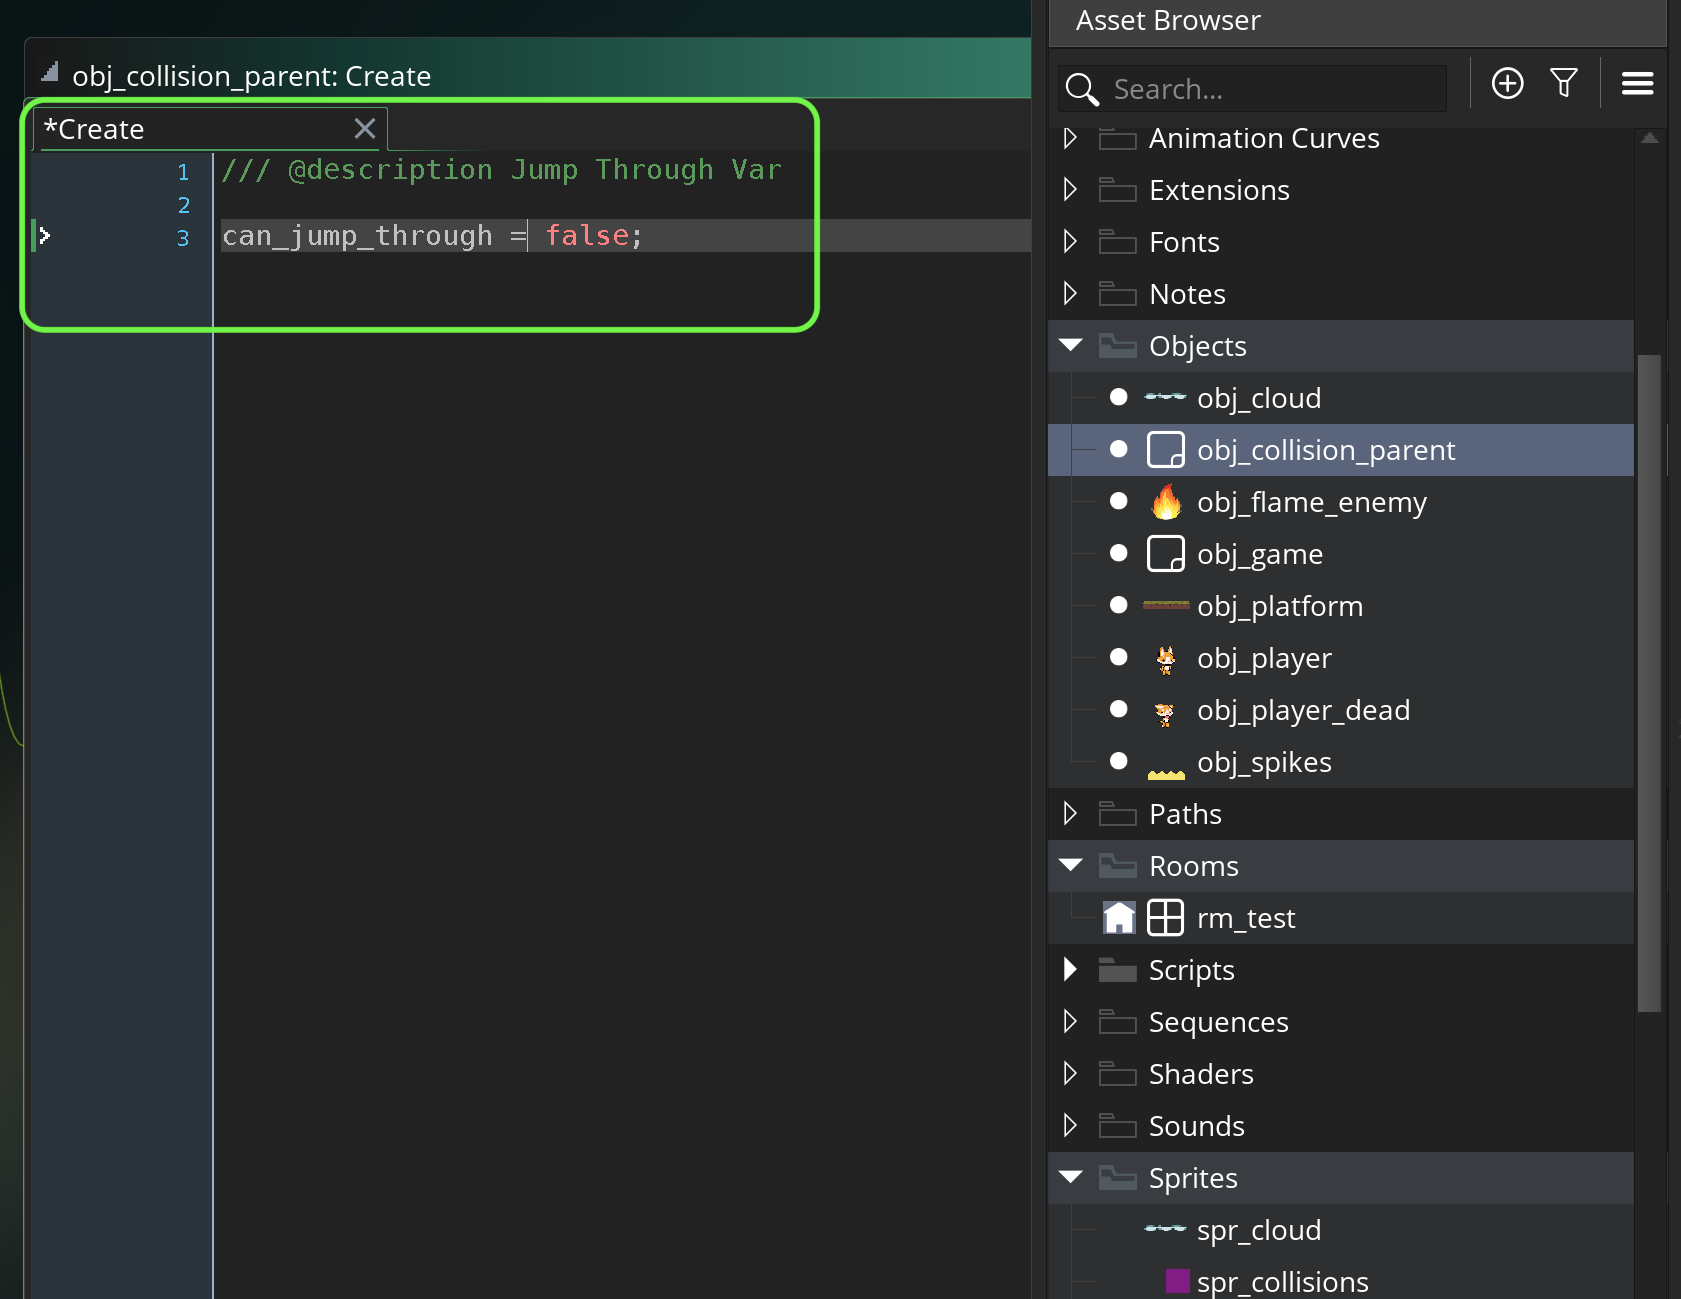 obj_collision_parent: Create
*Create
1 /// @description Jump Through Var
2
3 can_jump_through = false;
Asset Browser
Search...
Animation Curves
Extensions
Fonts
Notes
Objects
obj_cloud
obj_collision_parent
obj_flame_enemy
obj_game
obj_platform
obj_player
obj_player_dead
obj_spikes
Paths
Rooms
rm_test
Scripts
Sequences
Shaders
Sounds
Sprites
spr_cloud
spr_collisions